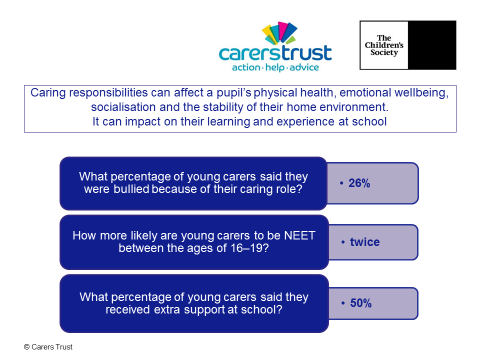 carerstrust
action·help·advice
The
Children's
Society
Caring responsibilities can affect a pupil's physical health, emotional wellbeing,
socialisation and the stability of their home environment.
It can impact on their learning and experience at school
What percentage of young carers said they
were bullied because of their caring role?
• 26%
How more likely are young carers to be NEET
between the ages of 16–19?
• twice
What percentage of young carers said they
received extra support at school?
• 50%
© Carers Trust